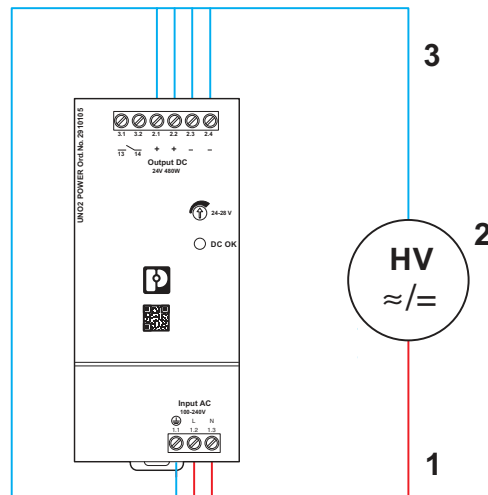 3
UNO2 POWER Ord.No. 2910105
3.1 3.2 2.1 2.2 2.3 2.4
13 14 + + − −
Output DC
24V 480W
24-28 V
DC OK
2
HV
≈/=
Input AC
100-240V
L N
1.1 1.2 1.3
1